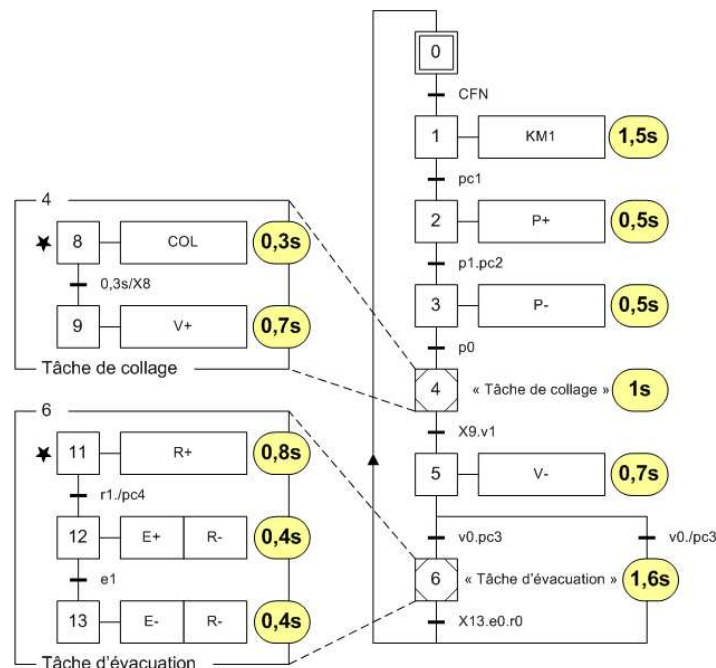 0
CFN
1 KM1 1,5s
pc1
2 P+ 0,5s
p1.pc2
3 P- 0,5s
p0
4 « Tâche de collage » 1s
X9.v1
5 V- 0,7s
v0.pc3 v0./pc3
6 « Tâche d'évacuation » 1,6s
X13.e0.r0
4
8 COL 0,3s
0,3s/X8
9 V+ 0,7s
Tâche de collage
6
11 R+ 0,8s
r1./pc4
12 E+ R- 0,4s
e1
13 E- R- 0,4s
Tâche d'évacuation